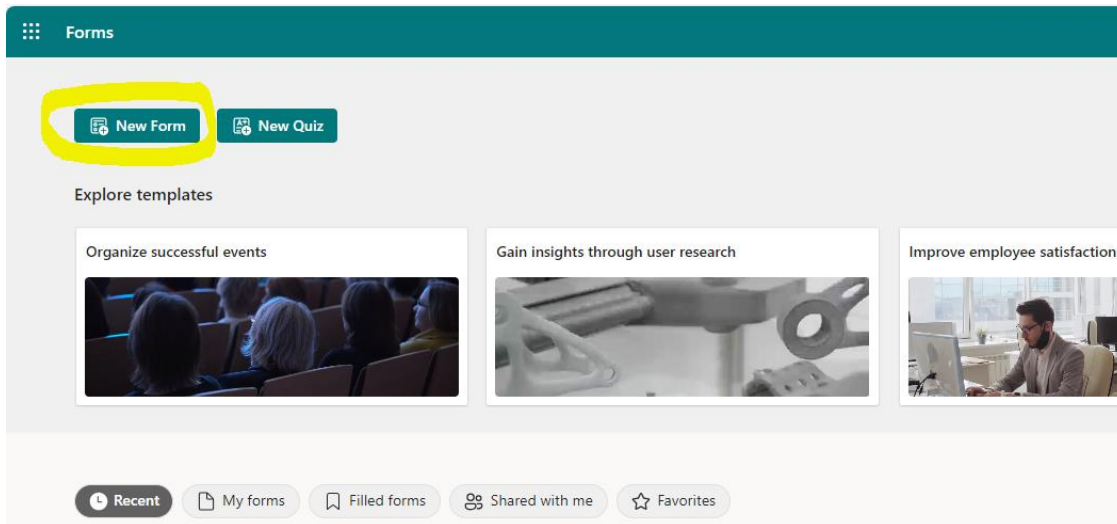 Forms
New Form
New Quiz
Explore templates
Organize successful events
Gain insights through user research
Improve employee satisfaction
Recent
My forms
Filled forms
Shared with me
Favorites